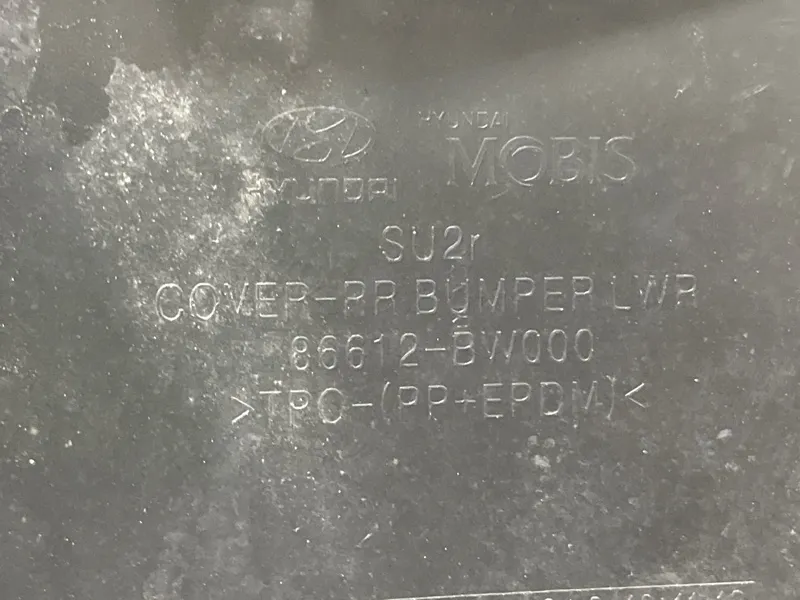 HYUNDAI
HYUNDAI
MOBIS
SU2r
COVER-RR BUMPER LWR
86612-BW000
>TPO-(PP+EPDM)<